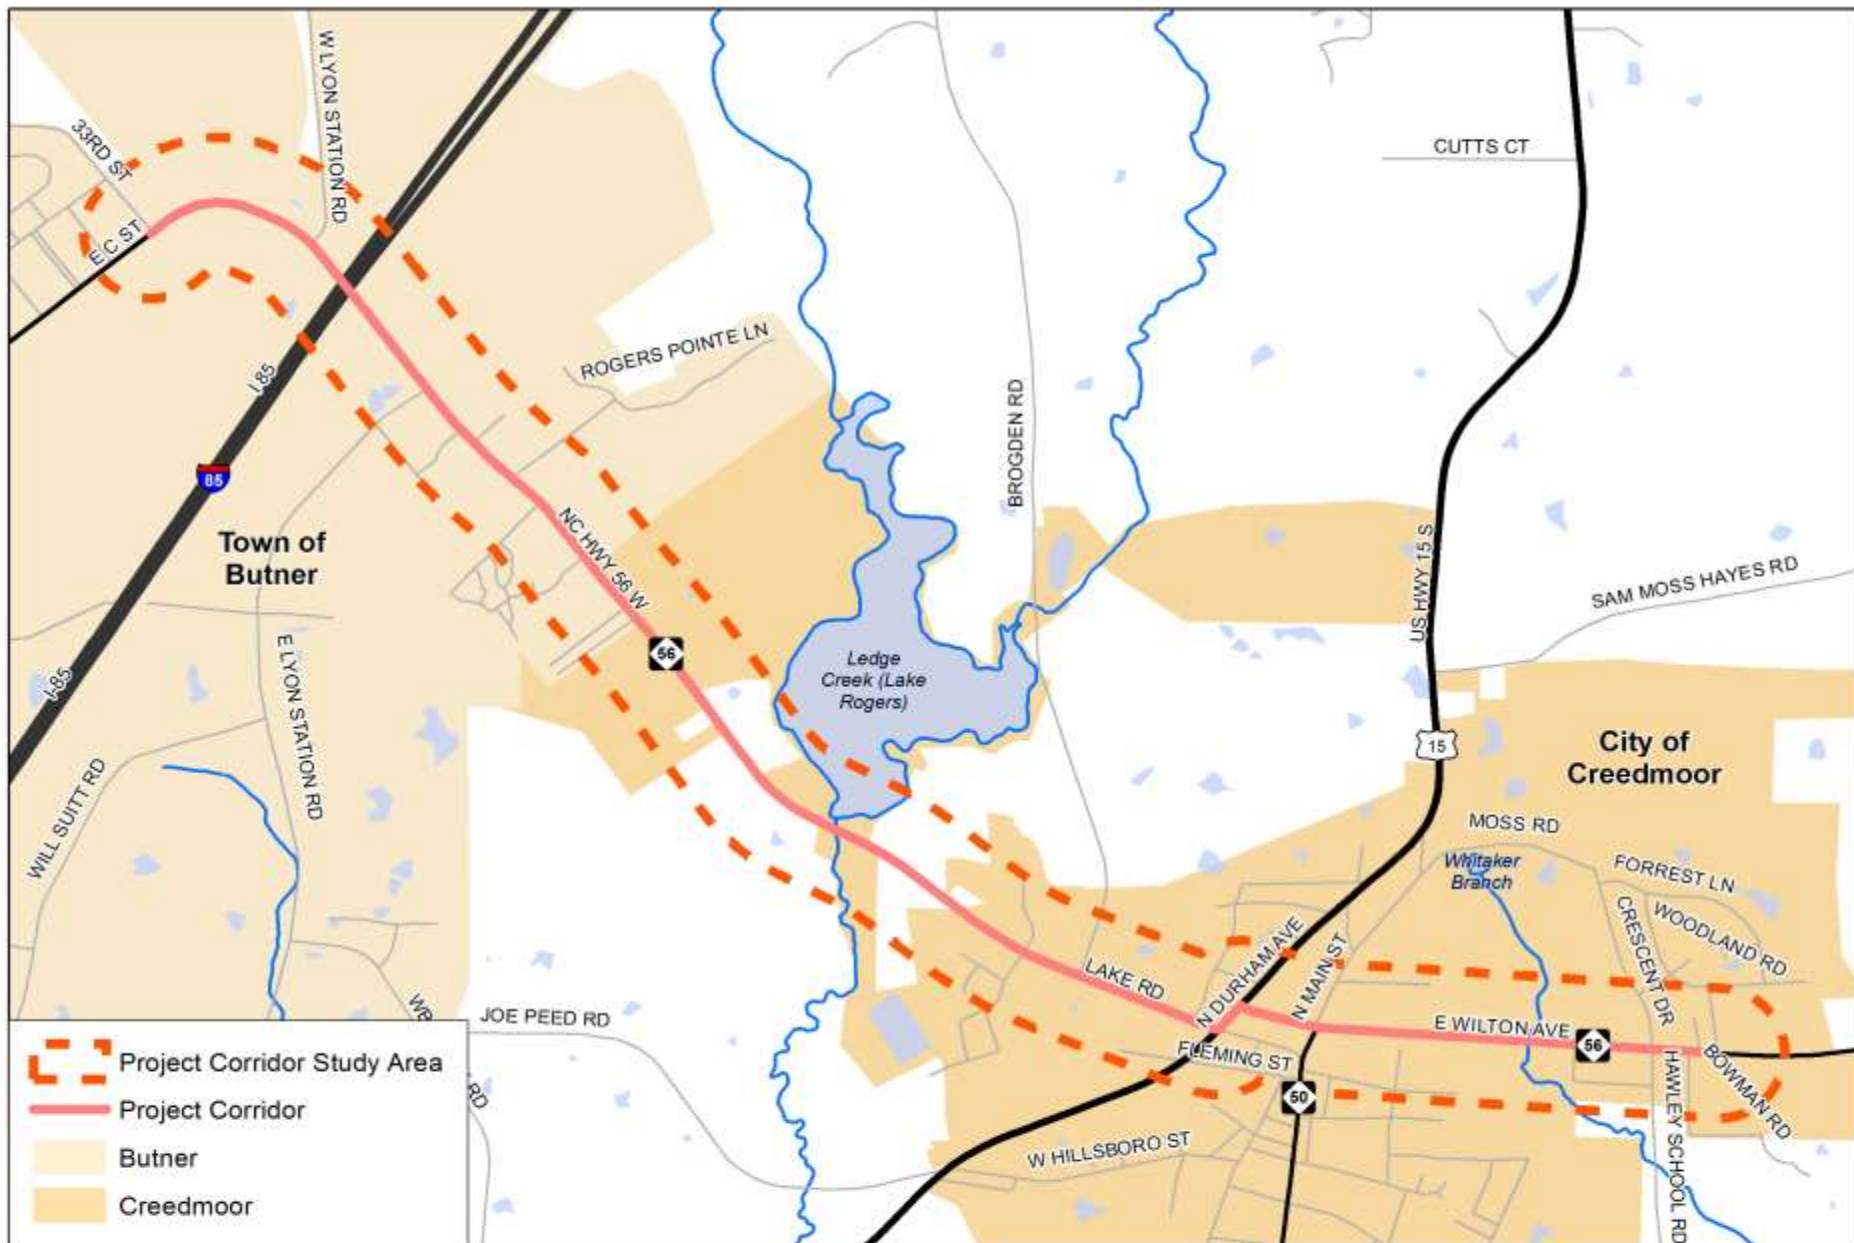 W LYON STATION RD
33RD ST
E C ST
CUTTS CT
ROGERS POINTE LN
I-85
85
BROGDEN RD
Town of
Butner
NC HWY 56 W
US HWY 15 S
SAM MOSS HAYES RD
56
E LYON STATION RD
I-85
Ledge
Creek (Lake
Rogers)
15
City of
Creedmoor
WILL SUITT RD
MOSS RD
Whitaker
Branch
FORREST LN
WOODLAND RD
CRESCENT DR
N DURHAM AVE
N MAIN ST
LAKE RD
E WILTON AVE
56
JOE PEED RD
WB
RD
FLEMING ST
50
BOWMAN RD
HAWLEY SCHOOL RD
W HILLSBORO ST
Project Corridor Study Area
Project Corridor
Butner
Creedmoor